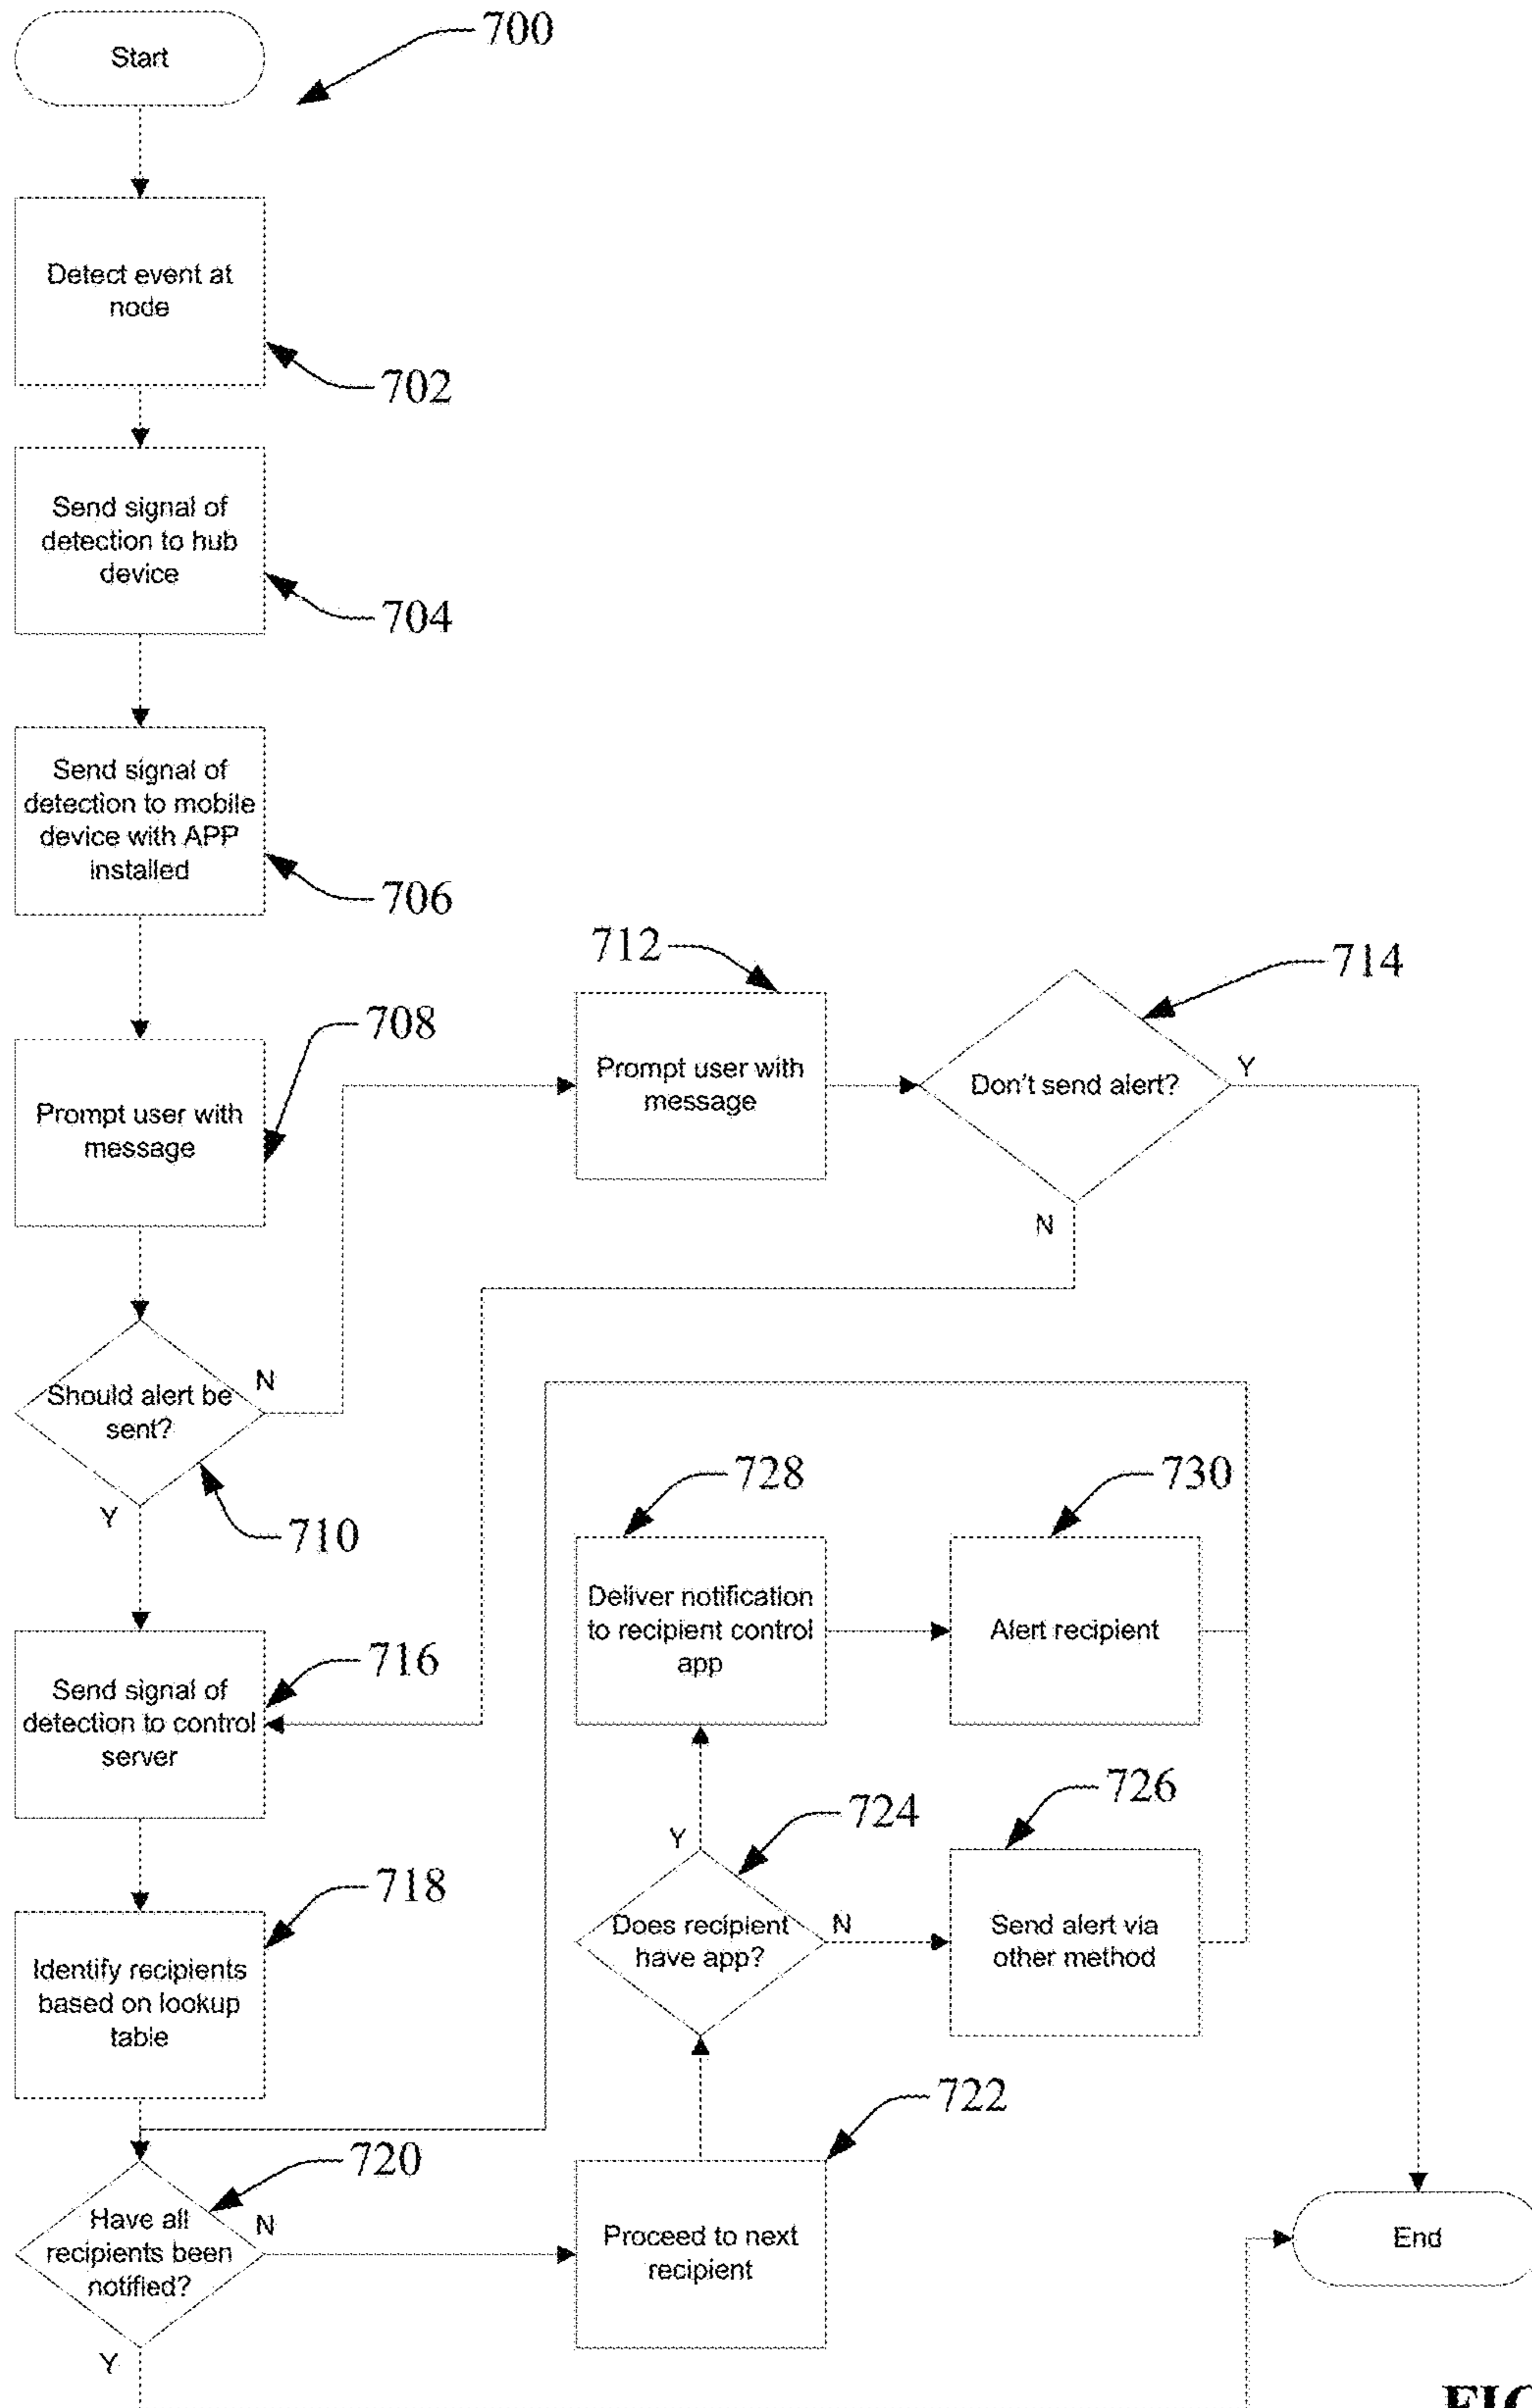 700
Start
Detect event at
node
702
Send signal of
detection to hub
device
704
Send signal of
detection to mobile
device with APP
installed
706
712
714
708
Prompt user with
message
Prompt user with
message
Don't send alert?
Y
N
Should alert be
sent?
N
Y
710
728
730
Deliver notification
to recipient control
app
Alert recipient
716
Send signal of
detection to control
server
724
726
Y
Does recipient
have app?
N
Send alert via
other method
718
Identify recipients
based on lookup
table
722
720
Have all
recipients been
notified?
N
Y
Proceed to next
recipient
End